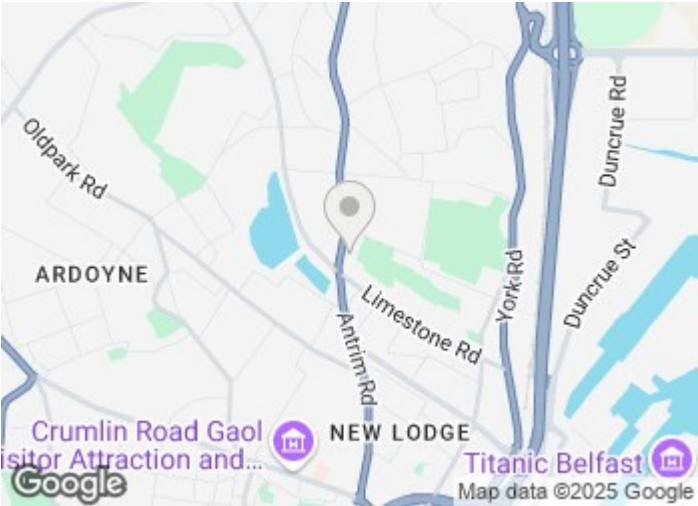 Oldpark Rd
Duncrue Rd
ARDOYNE
York Rd
Duncrue St
Limestone Rd
Antrim Rd
Crumlin Road Gaol
isitor Attraction and...
NEW LODGE
Titanic Belfast
Google
Map data ©2025 Google